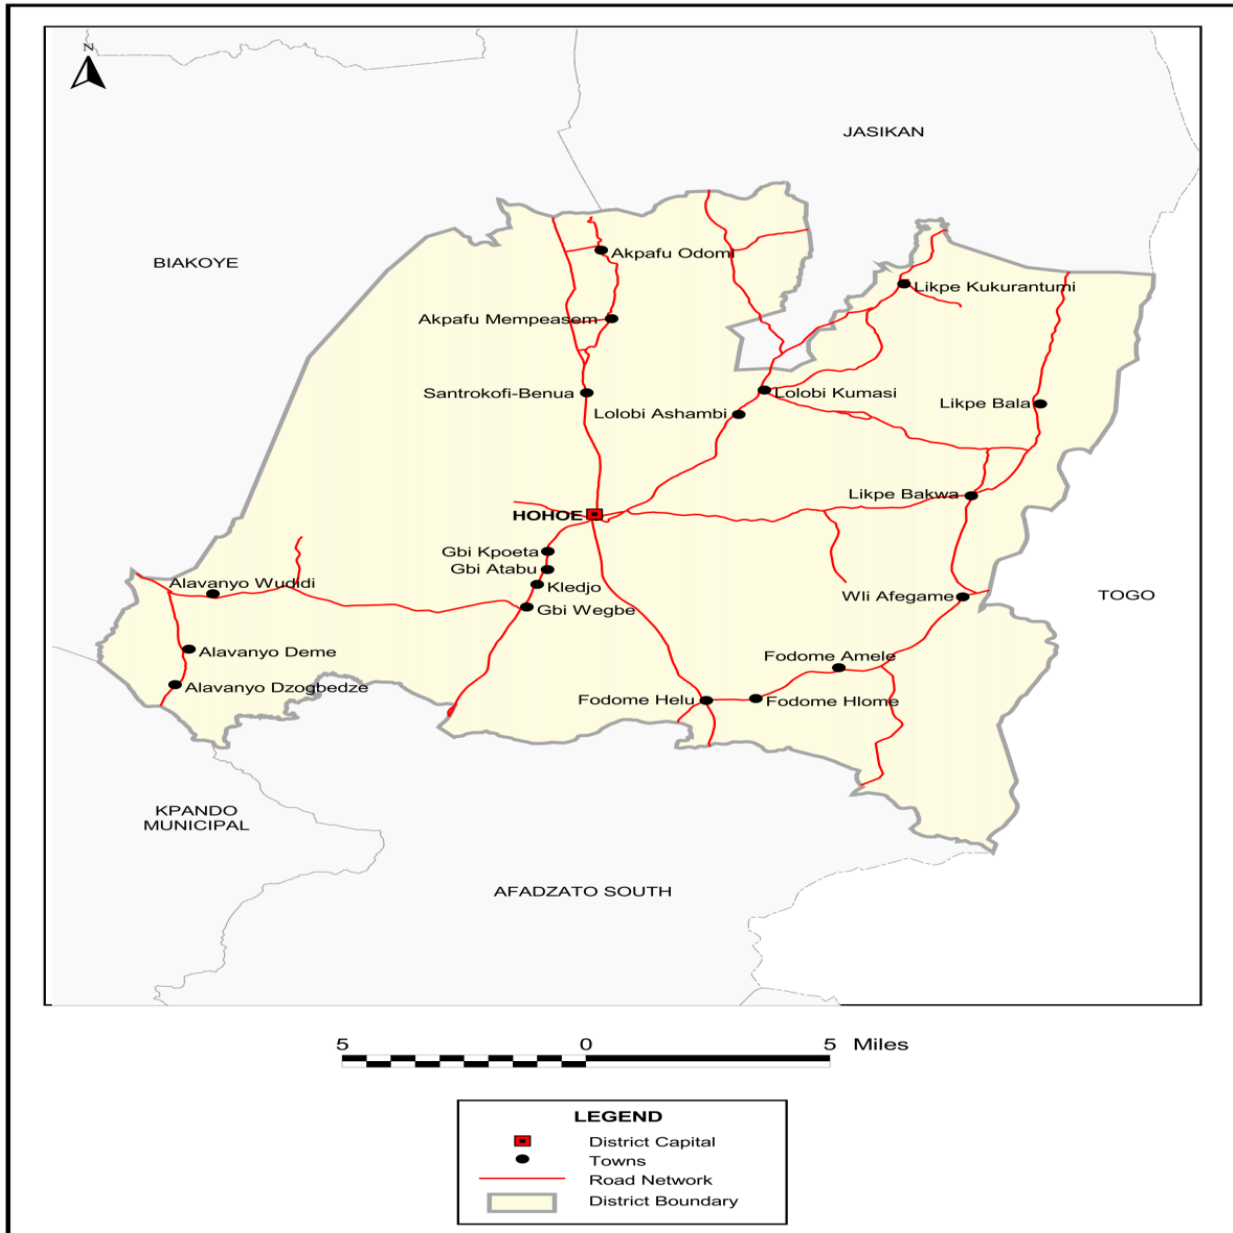 N
JASIKAN
BIAKOYE
Akpafu Odomi
Likpe Kukurantumi
Akpafu Mempeasem
Santrokofi-Benua
Lolobi Kumasi
Likpe Bala
Lolobi Ashambi
Likpe Bakwa
HOHOE
Gbi Kpoeta
Gbi Atabu
Alavanyo Wudidi
Kledjo
Wli Afegame
TOGO
Gbi Wegbe
Alavanyo Deme
Fodome Amele
Alavanyo Dzogbedze
Fodome Helu
Fodome Hlome
KPANDO
MUNICIPAL
AFADZATO SOUTH
5 0 5 Miles
LEGEND
District Capital
Towns
Road Network
District Boundary